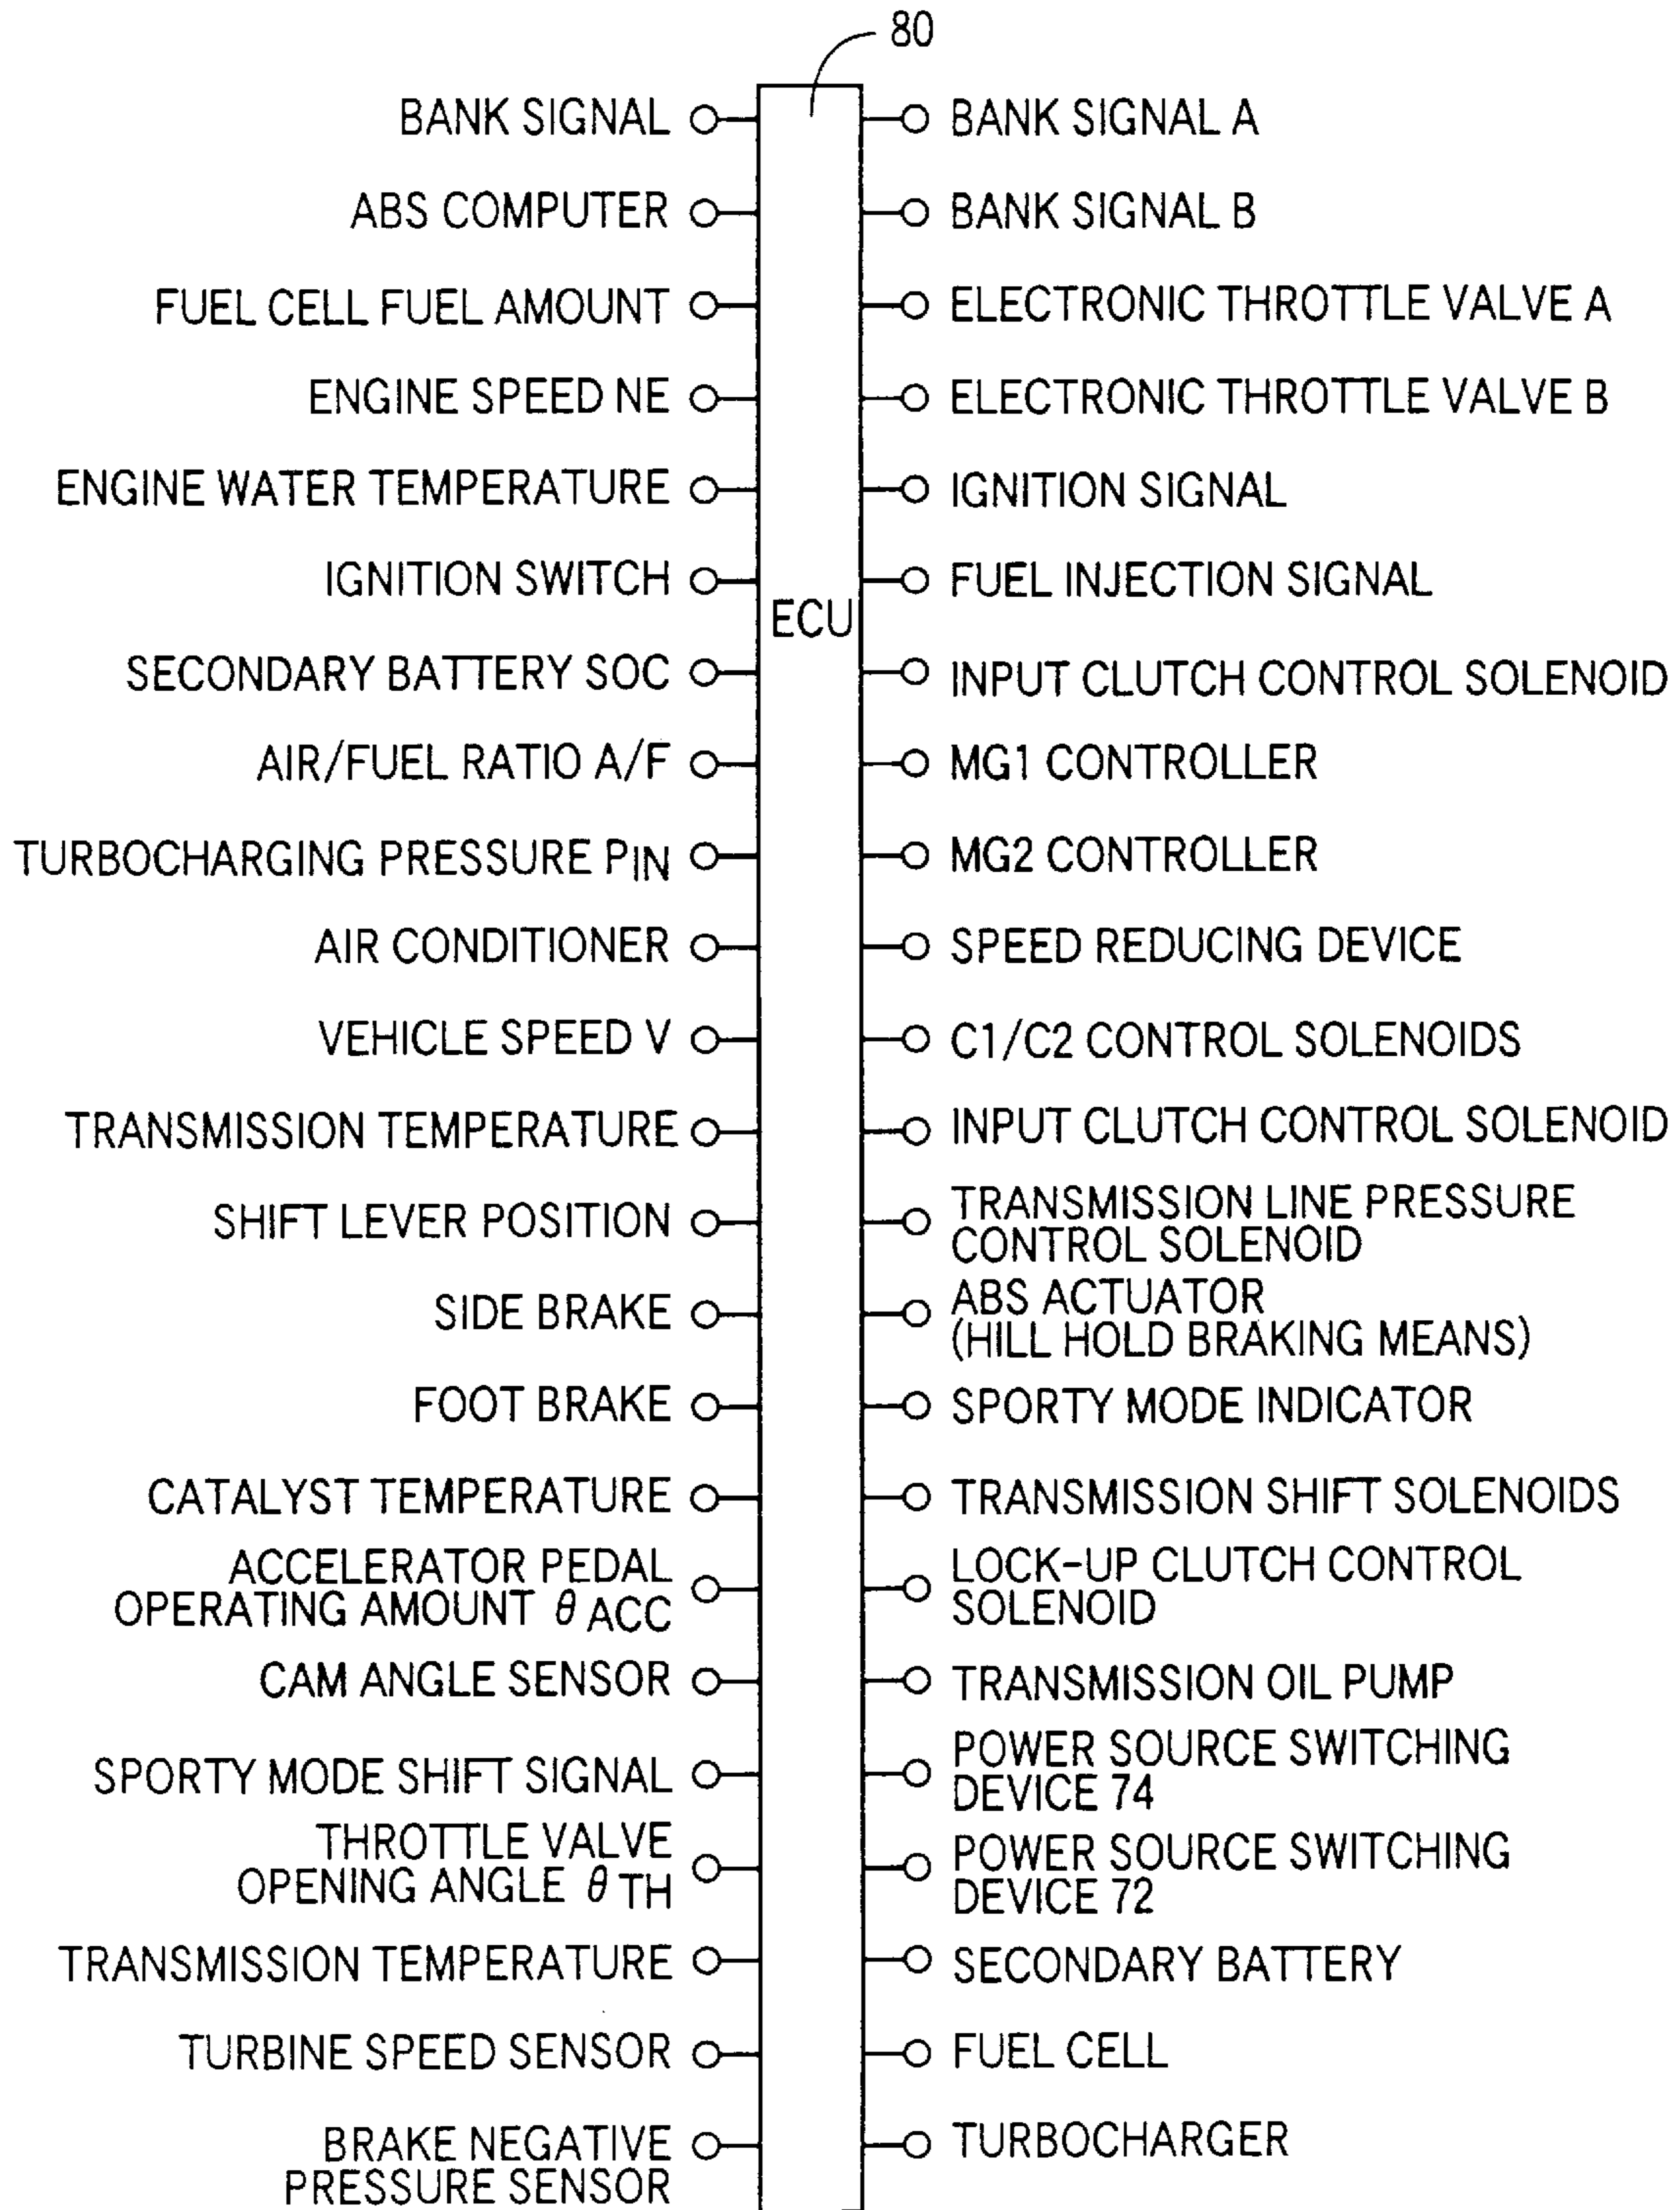 80
BANK SIGNAL
ABS COMPUTER
FUEL CELL FUEL AMOUNT
ENGINE SPEED NE
ENGINE WATER TEMPERATURE
IGNITION SWITCH
SECONDARY BATTERY SOC
AIR/FUEL RATIO A/F
TURBOCHARGING PRESSURE PIN
AIR CONDITIONER
VEHICLE SPEED V
TRANSMISSION TEMPERATURE
SHIFT LEVER POSITION
SIDE BRAKE
FOOT BRAKE
CATALYST TEMPERATURE
ACCELERATOR PEDAL
OPERATING AMOUNT θ ACC
CAM ANGLE SENSOR
SPORTY MODE SHIFT SIGNAL
THROTTLE VALVE
OPENING ANGLE θ TH
TRANSMISSION TEMPERATURE
TURBINE SPEED SENSOR
BRAKE NEGATIVE
PRESSURE SENSOR
ECU
BANK SIGNAL A
BANK SIGNAL B
ELECTRONIC THROTTLE VALVE A
ELECTRONIC THROTTLE VALVE B
IGNITION SIGNAL
FUEL INJECTION SIGNAL
INPUT CLUTCH CONTROL SOLENOID
MG1 CONTROLLER
MG2 CONTROLLER
SPEED REDUCING DEVICE
C1/C2 CONTROL SOLENOIDS
INPUT CLUTCH CONTROL SOLENOID
TRANSMISSION LINE PRESSURE
CONTROL SOLENOID
ABS ACTUATOR
(HILL HOLD BRAKING MEANS)
SPORTY MODE INDICATOR
TRANSMISSION SHIFT SOLENOIDS
LOCK-UP CLUTCH CONTROL
SOLENOID
TRANSMISSION OIL PUMP
POWER SOURCE SWITCHING
DEVICE 74
POWER SOURCE SWITCHING
DEVICE 72
SECONDARY BATTERY
FUEL CELL
TURBOCHARGER